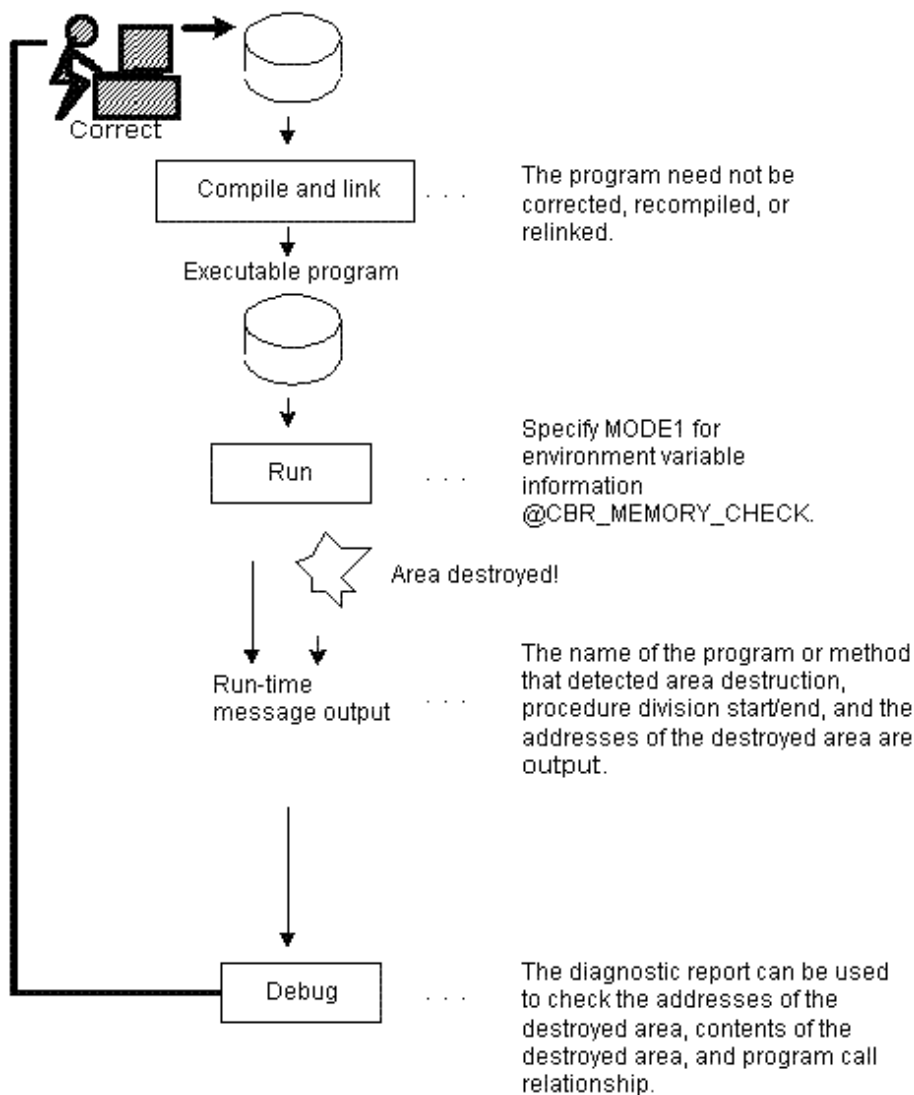 Correct
Compile and link
. . .
The program need not be
corrected, recompiled, or
relinked.
Executable program
Run
. . .
Specify MODE1 for
environment variable
information
@CBR_MEMORY_CHECK.
Area destroyed!
Run-time
message output
. . .
The name of the program or method
that detected area destruction,
procedure division start/end, and the
addresses of the destroyed area are
output.
Debug
. . .
The diagnostic report can be used
to check the addresses of the
destroyed area, contents of the
destroyed area, and program call
relationship.